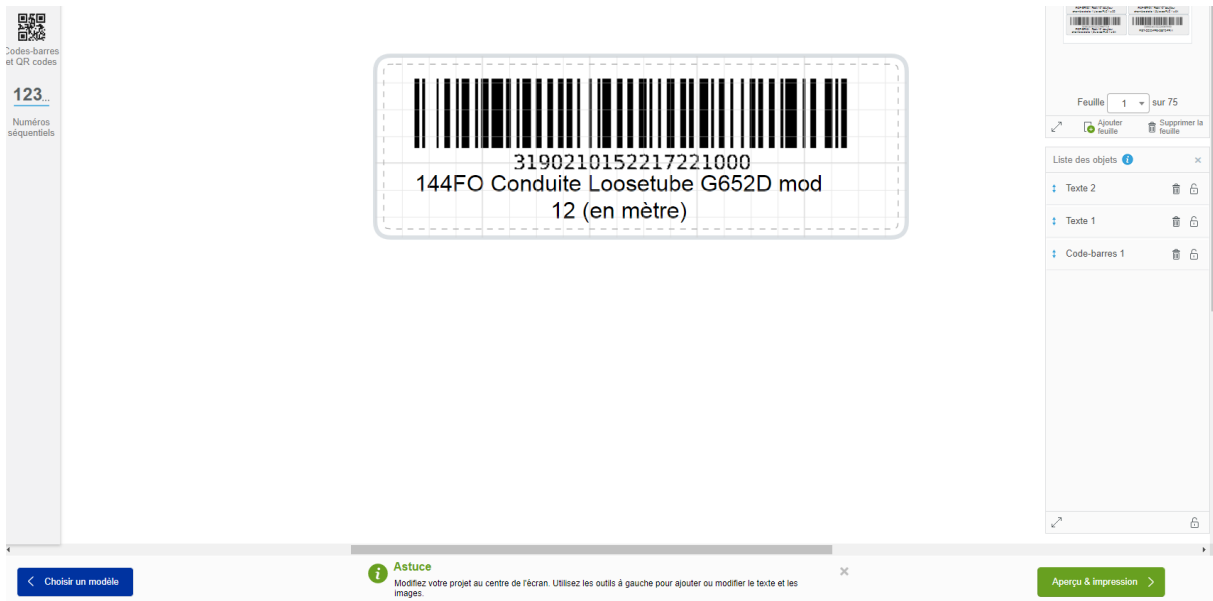 Codes-barres
et QR codes
123...
Numéros
séquentiels
3190210152217221000
144FO Conduite Loosetube G652D mod
12 (en mètre)
Feuille 1 sur 75
Ajouter
feuille
Supprimer la
feuille
Liste des objets
Texte 2
Texte 1
Code-barres 1
Choisir un modèle
Astuce
Modifiez votre projet au centre de l'écran. Utilisez les outils à gauche pour ajouter ou modifier le texte et les
images.
Aperçu & impression